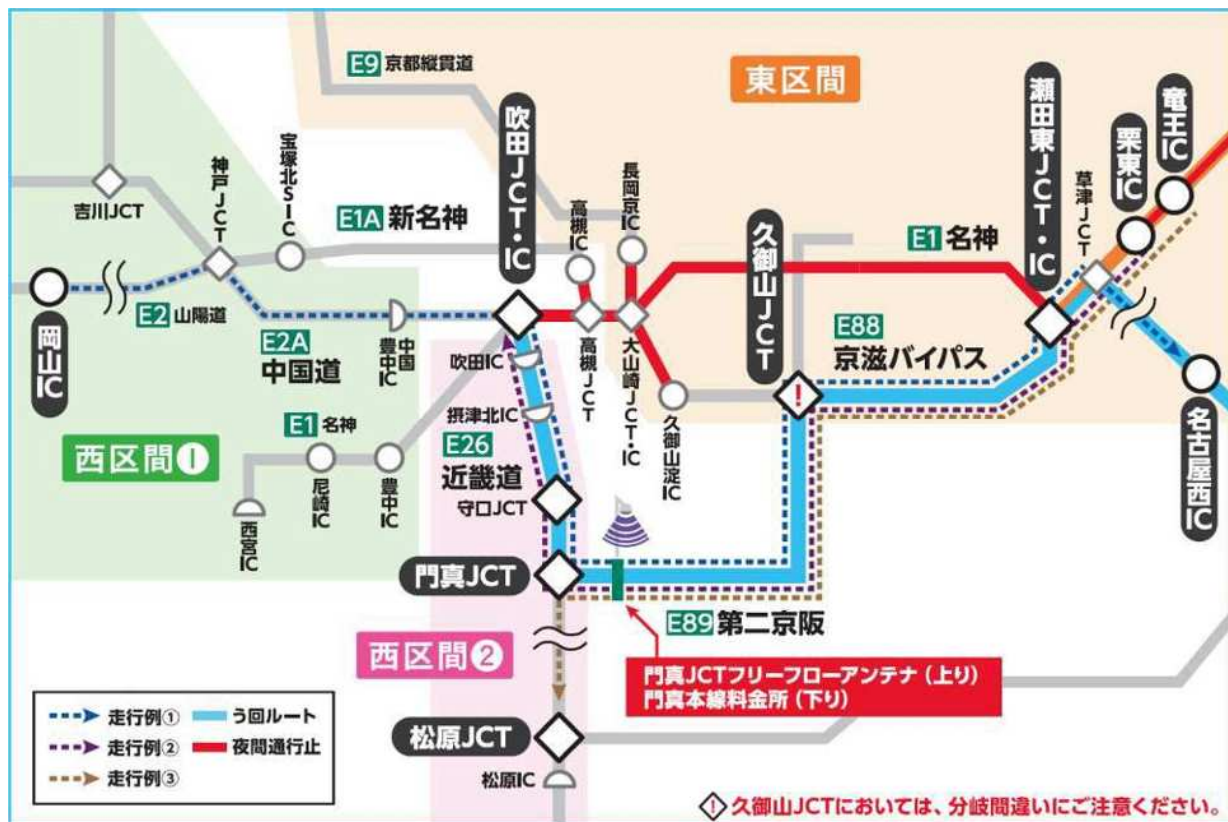 E9 京都縦貫道
東区間
吹田JCT・IC
瀬田東JCT・IC
栗東IC
竜王IC
草津JCT
宝塚北SIC
神戸JCT
吉川JCT
E1A 新名神
高槻IC
長岡京IC
久御山JCT
E1 名神
岡山IC
E2 山陽道
E2A
中国道
中国
豊中IC
吹田IC
高槻JCT
大山崎JCT・IC
E88
京滋バイパス
!
名古屋西IC
摂津北IC
久御山淀IC
西区間❶
E1 名神
E26
近畿道
西宮IC
尼崎IC
豊中IC
守口JCT
門真JCT
E89 第二京阪
西区間❷
門真JCTフリーフローアンテナ (上り)
門真本線料金所 (下り)
走行例① う回ルート
走行例② 夜間通行止
走行例③
松原JCT
松原IC
! 久御山JCTにおいては、分岐間違いにご注意ください。